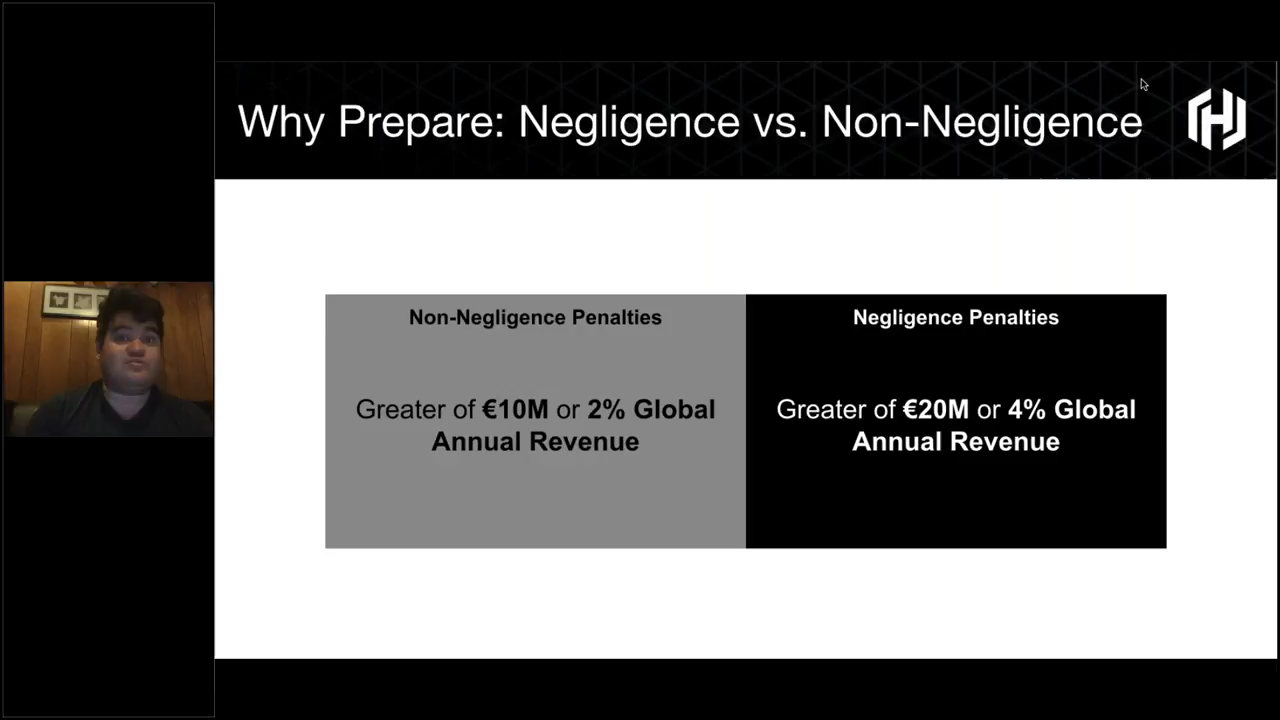 Why Prepare: Negligence vs. Non-Negligence
Non-Negligence Penalties
Greater of €10M or 2% Global
Annual Revenue
Negligence Penalties
Greater of €20M or 4% Global
Annual Revenue